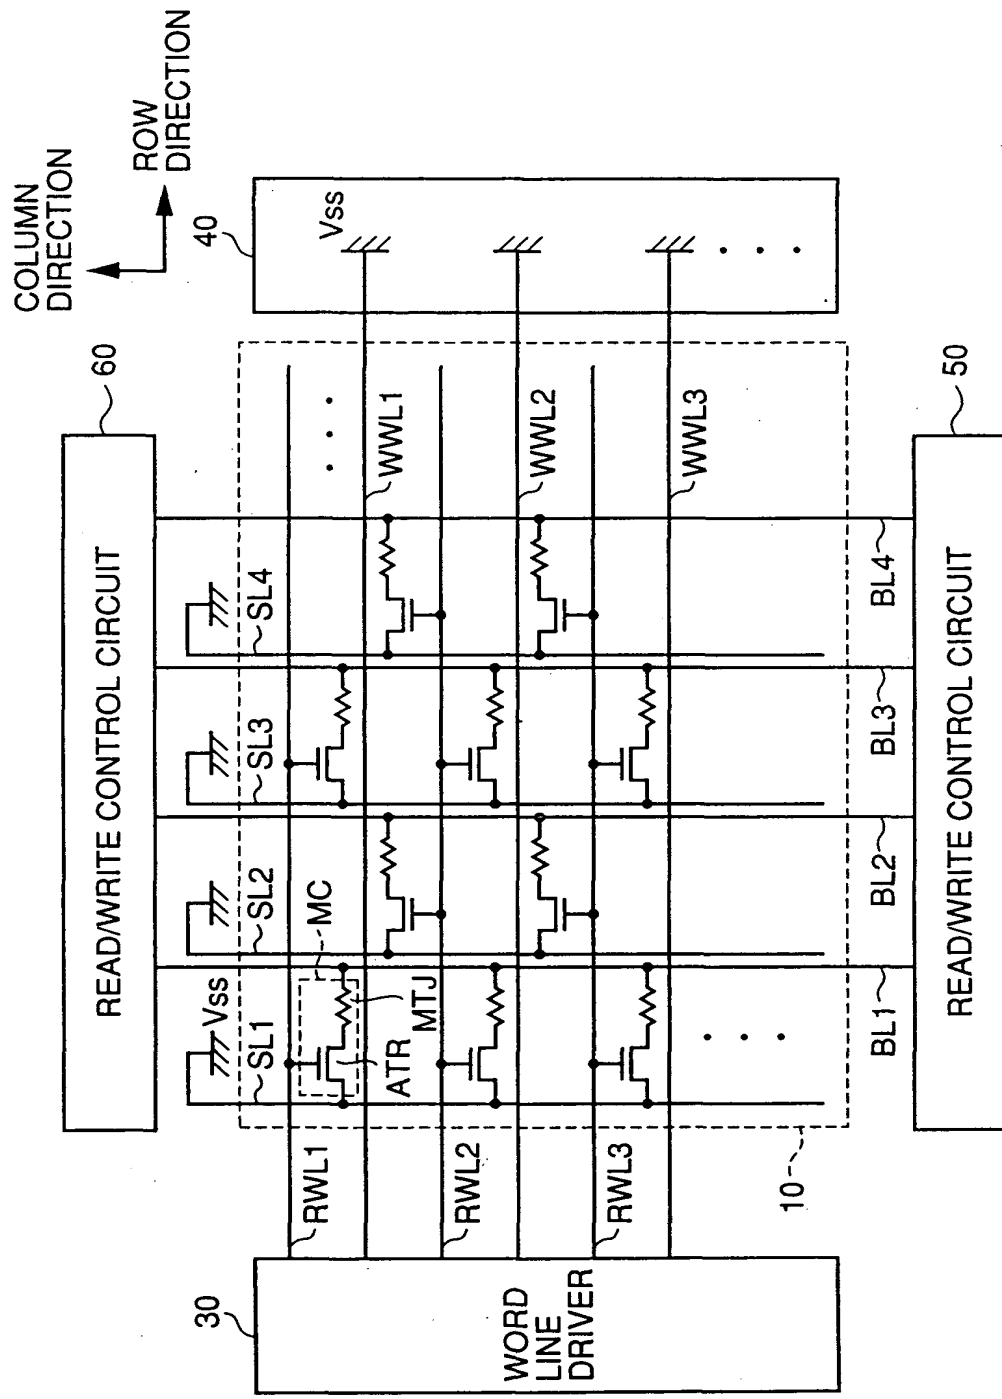 COLUMN
DIRECTION
ROW
DIRECTION
60
READ/WRITE CONTROL CIRCUIT
40
Vss
Vss
SL1
SL2
SL3
SL4
MC
ATR
MTJ
30
WORD
LINE
DRIVER
RWL1
WWL1
RWL2
WWL2
RWL3
WWL3
10
BL1
BL2
BL3
BL4
50
READ/WRITE CONTROL CIRCUIT